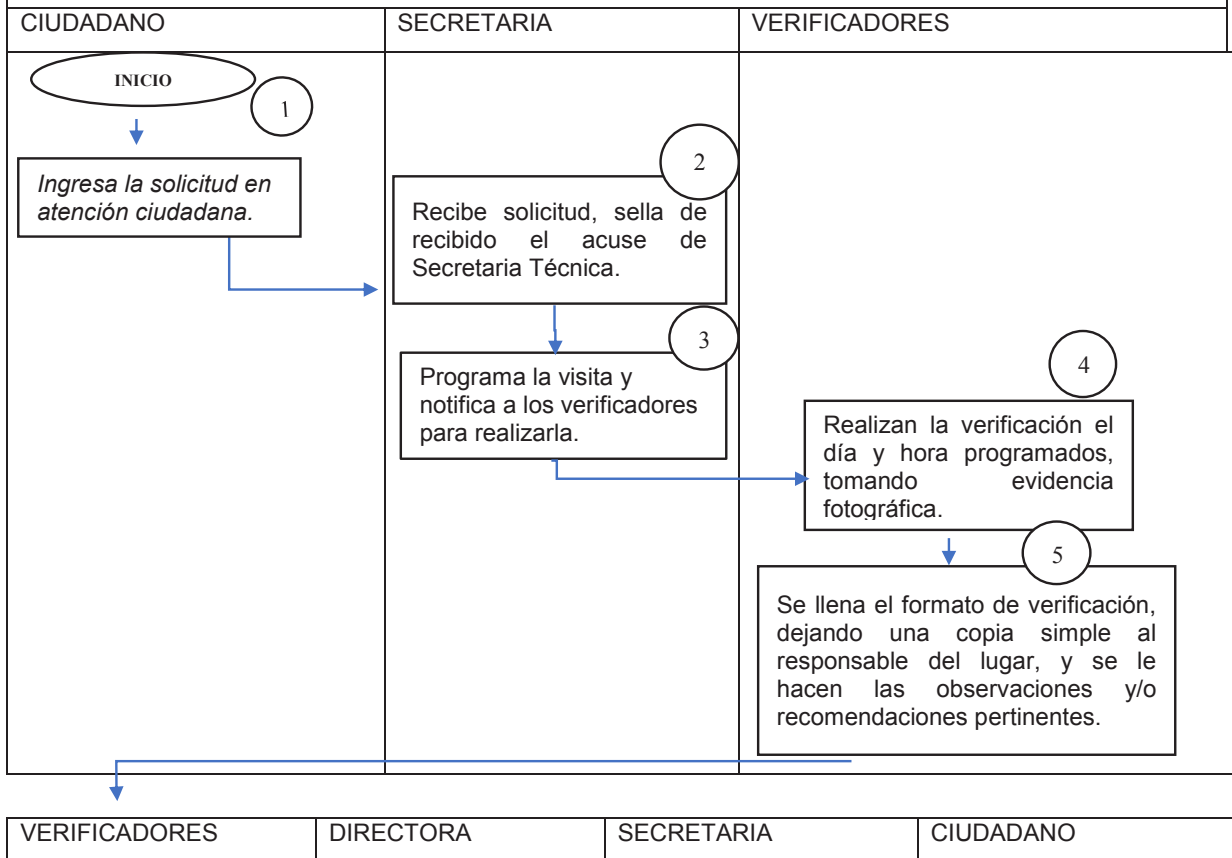 CIUDADANO
SECRETARIA
VERIFICADORES
INICIO
1
Ingresa la solicitud en
atención ciudadana.
2
Recibe solicitud, sella de
recibido el acuse de
Secretaria Técnica.
3
Programa la visita y
notifica a los verificadores
para realizarla.
4
Realizan la verificación el
día y hora programados,
tomando evidencia
fotográfica.
5
Se llena el formato de verificación,
dejando una copia simple al
responsable del lugar, y se le
hacen las observaciones y/o
recomendaciones pertinentes.
VERIFICADORES
DIRECTORA
SECRETARIA
CIUDADANO